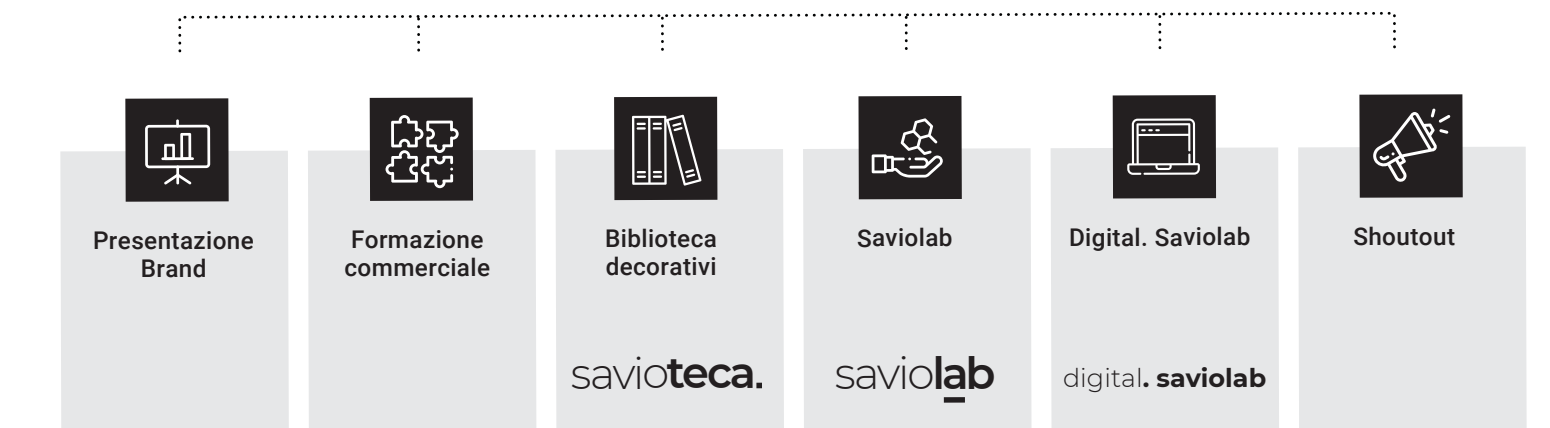 Presentazione
Brand
Formazione
commerciale
Biblioteca
decorativi
savioteca.
Saviolab
saviolab
Digital. Saviolab
digital. saviolab
Shoutout